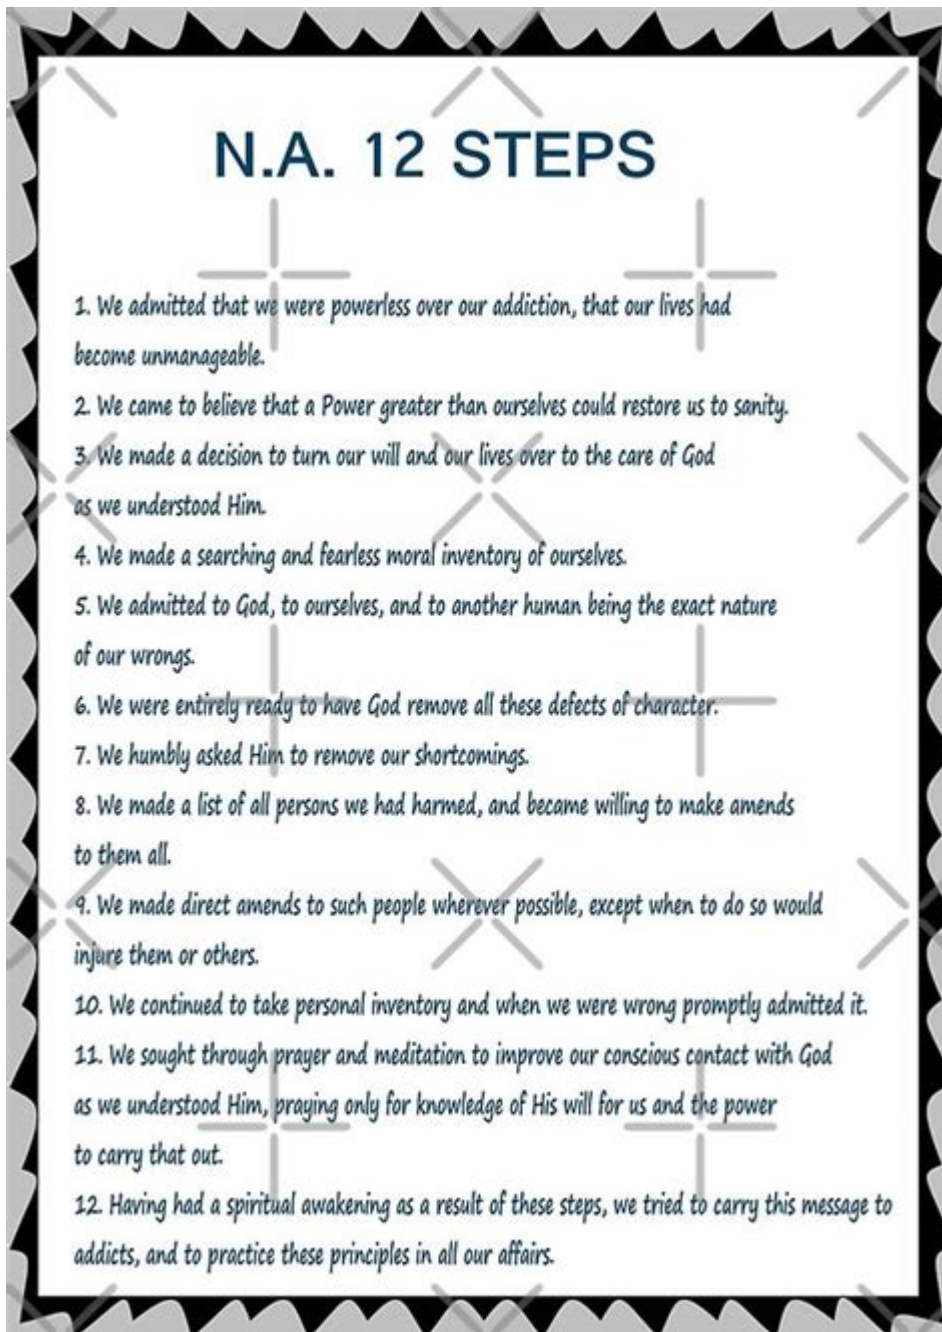 N.A. 12 STEPS
1. We admitted that we were powerless over our addiction, that our lives had
become unmanageable.
2. We came to believe that a Power greater than ourselves could restore us to sanity.
3. We made a decision to turn our will and our lives over to the care of God
as we understood Him.
4. We made a searching and fearless moral inventory of ourselves.
5. We admitted to God, to ourselves, and to another human being the exact nature
of our wrongs.
6. We were entirely ready to have God remove all these defects of character.
7. We humbly asked Him to remove our shortcomings.
8. We made a list of all persons we had harmed, and became willing to make amends
to them all.
9. We made direct amends to such people wherever possible, except when to do so would
injure them or others.
10. We continued to take personal inventory and when we were wrong promptly admitted it.
11. We sought through prayer and meditation to improve our conscious contact with God
as we understood Him, praying only for knowledge of His will for us and the power
to carry that out.
12. Having had a spiritual awakening as a result of these steps, we tried to carry this message to
addicts, and to practice these principles in all our affairs.